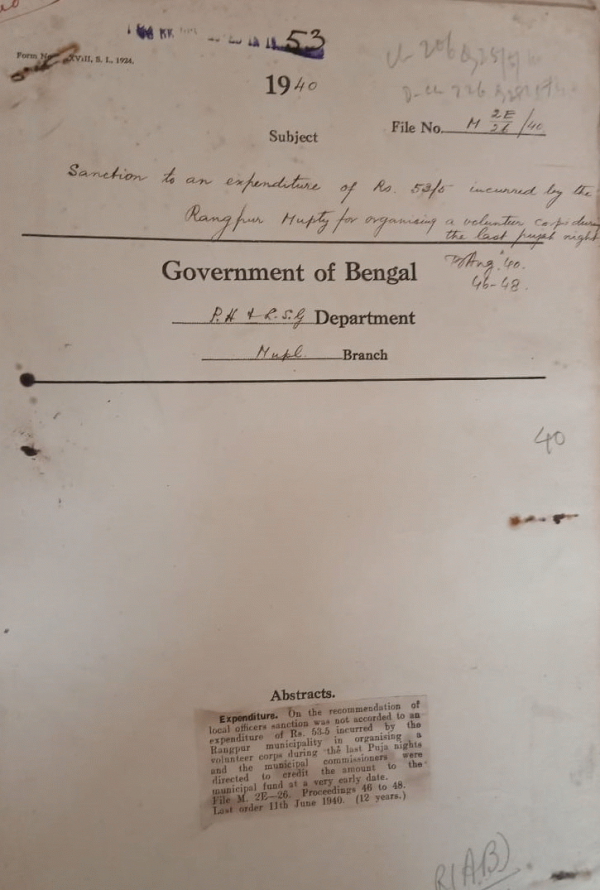 53
Form No. XVIII, S. I., 1924.
1940
Subject
File No. M 2E/26 /40
Sanction to an expenditure of Rs. 53/5 incurred by the
Rangpur Mupty for organising a volunteer corps during
the last pujah night
Government of Bengal
Aug '40.
46-48.
P.H & L.S.G Department
Mupl Branch
40
Abstracts.
Expenditure. On the recommendation of
local officers sanction was not accorded to an
expenditure of Rs. 53.5 incurred by the
Rangpur municipality in organising a
volunteer corps during the last Puja nights
and the municipal commissioners were
directed to credit the amount to the
municipal fund at a very early date.
File M. 2E—26. Proceedings 46 to 48.
Last order 11th June 1940. (12 years.)
R(AB)